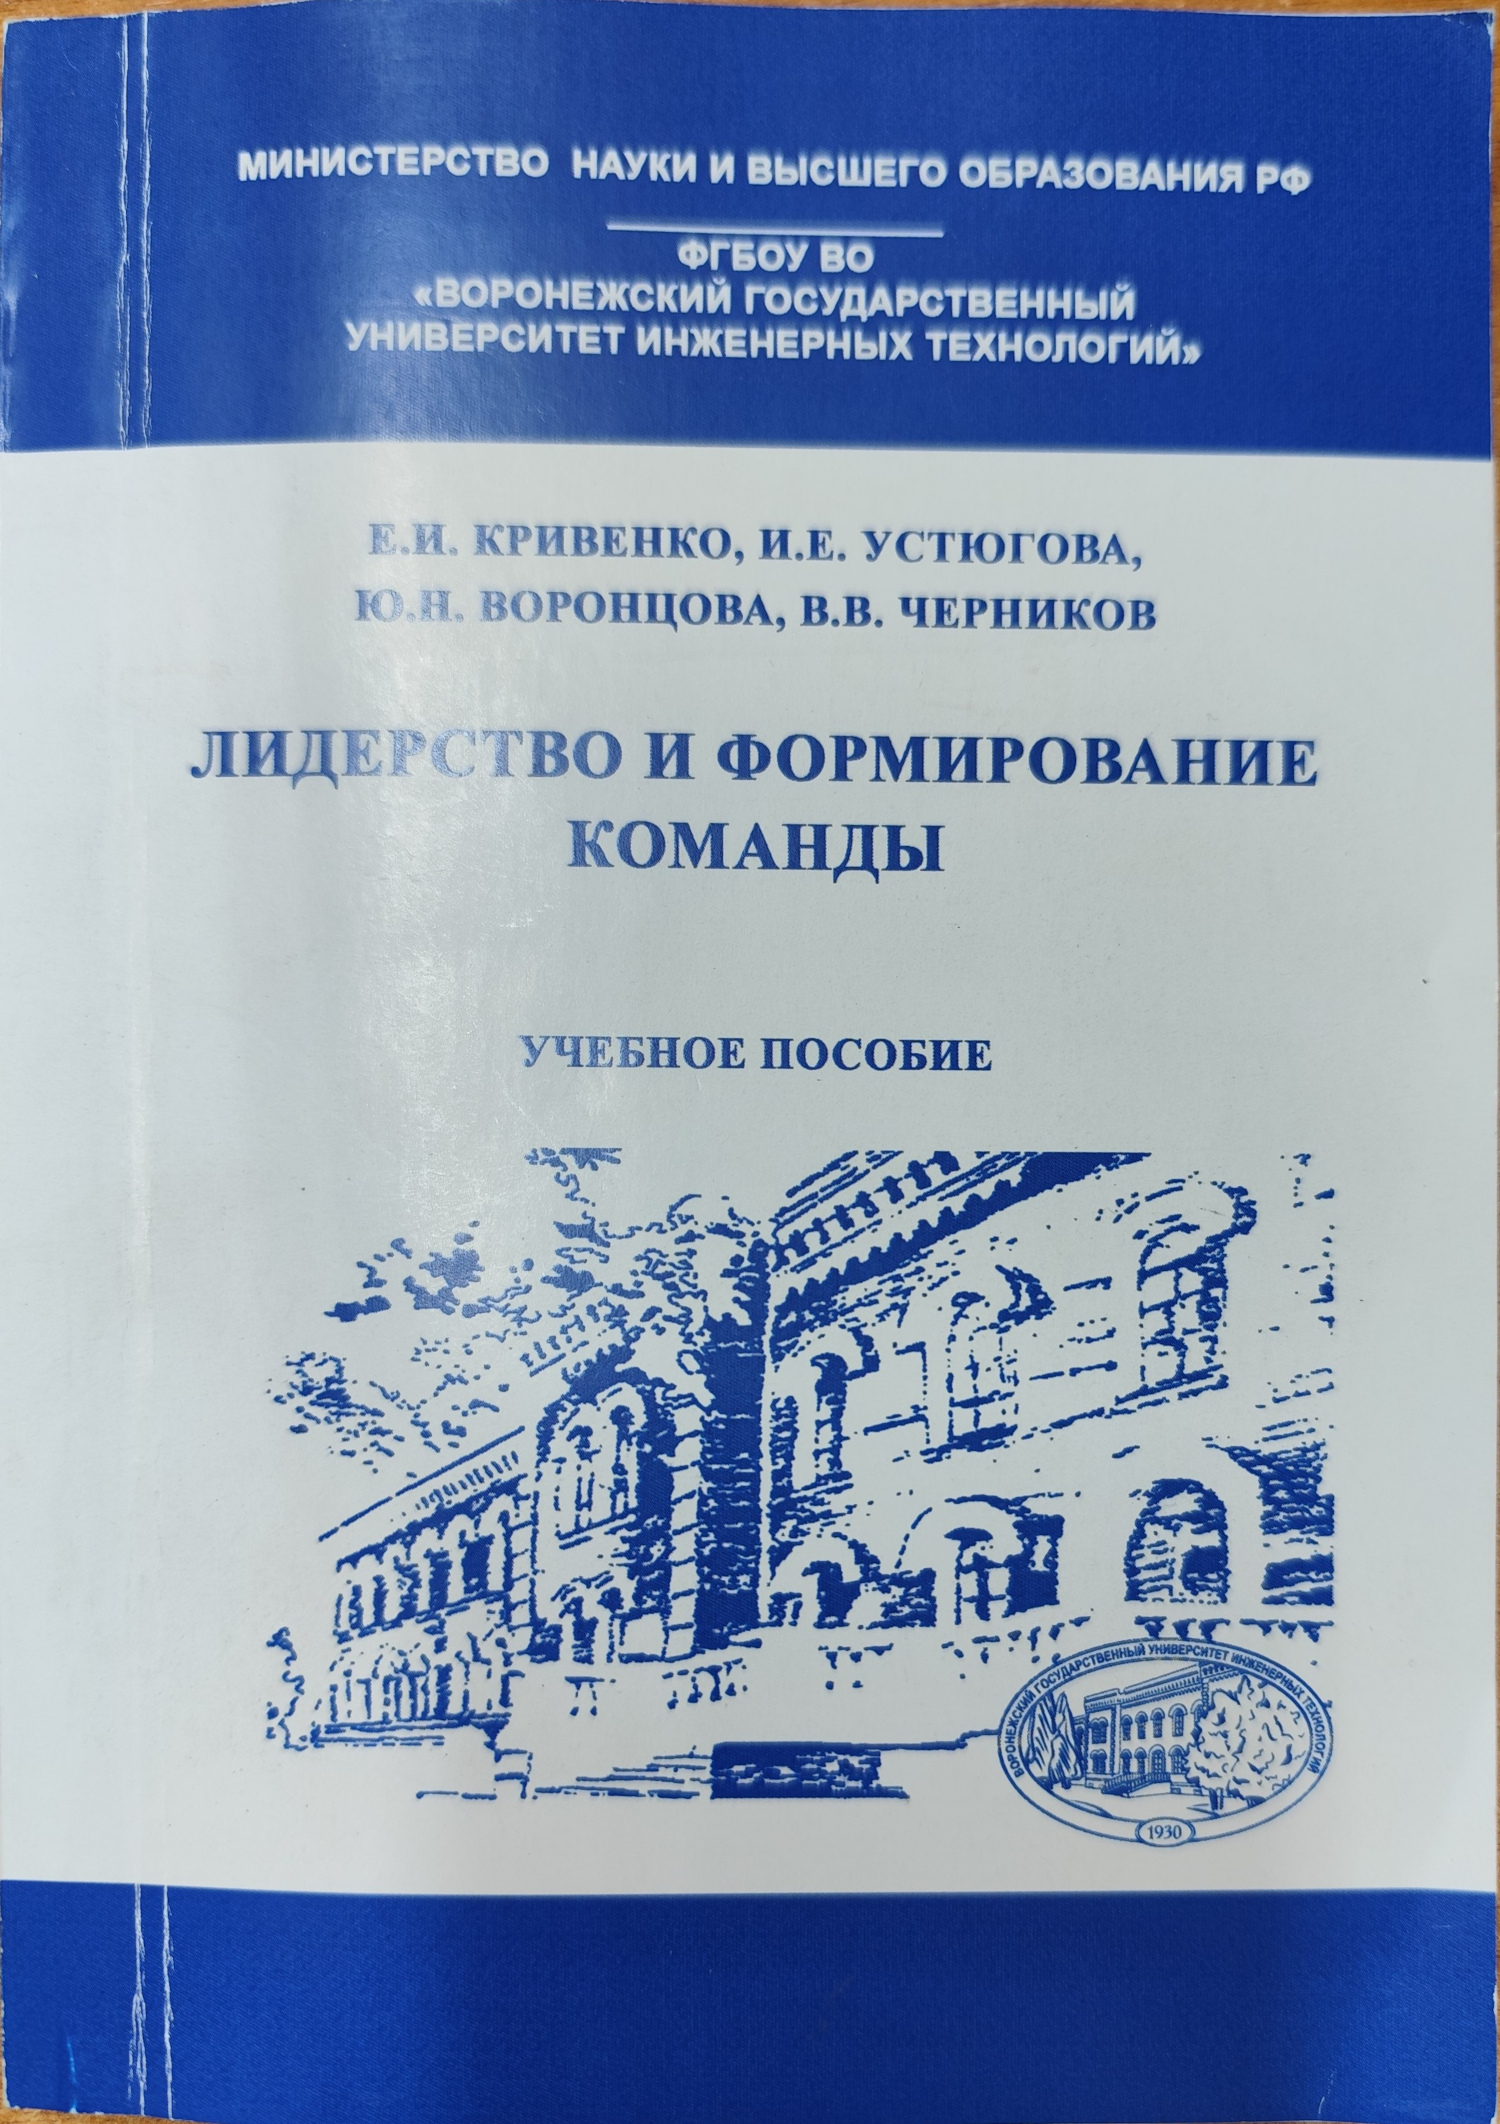 МИНИСТЕРСТВО НАУКИ И ВЫСШЕГО ОБРАЗОВАНИЯ РФ
ФГБОУ ВО
«ВОРОНЕЖСКИЙ ГОСУДАРСТВЕННЫЙ
УНИВЕРСИТЕТ ИНЖЕНЕРНЫХ ТЕХНОЛОГИЙ»
Е.И. КРИВЕНКО, И.Е. УСТЮГОВА,
Ю.Н. ВОРОНЦОВА, В.В. ЧЕРНИКОВ
ЛИДЕРСТВО И ФОРМИРОВАНИЕ
КОМАНДЫ
УЧЕБНОЕ ПОСОБИЕ
ВОРОНЕЖСКИЙ ГОСУДАРСТВЕННЫЙ УНИВЕРСИТЕТ ИНЖЕНЕРНЫХ ТЕХНОЛОГИЙ
1930